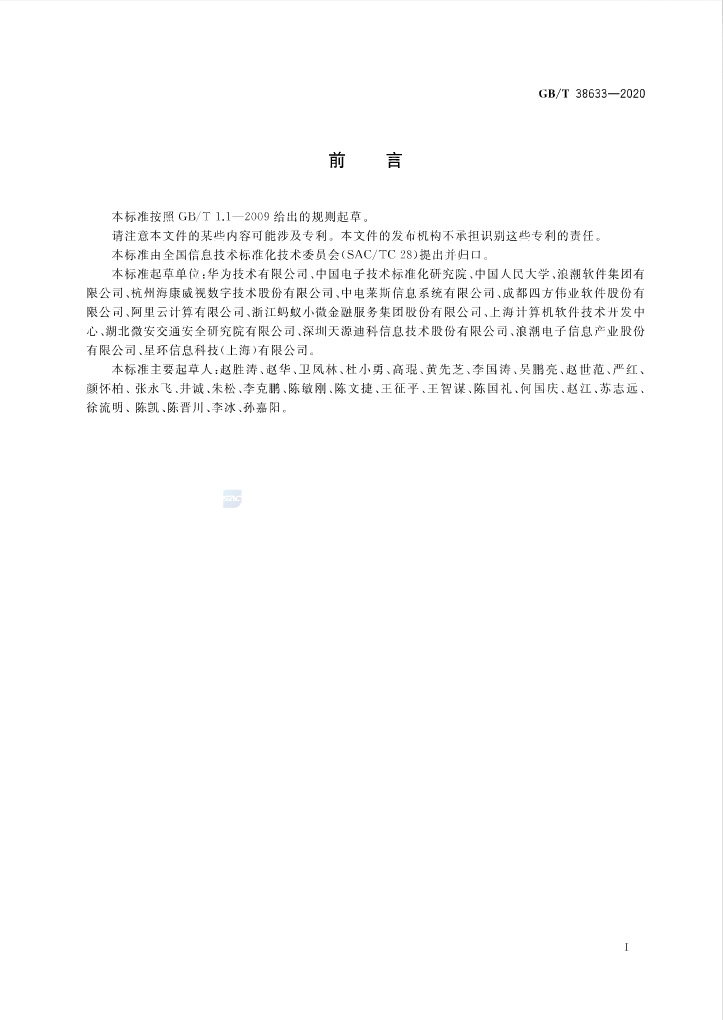 GB/T 38633—2020
前 言
本标准按照 GB/T 1.1—2009 给出的规则起草。
请注意本文件的某些内容可能涉及专利。本文件的发布机构不承担识别这些专利的责任。
本标准由全国信息技术标准化技术委员会(SAC/TC 28)提出并归口。
本标准起草单位:华为技术有限公司、中国电子技术标准化研究院、中国人民大学、浪潮软件集团有
限公司、杭州海康威视数字技术股份有限公司、中电莱斯信息系统有限公司、成都四方伟业软件股份有
限公司、阿里云计算有限公司、浙江蚂蚁小微金融服务集团股份有限公司、上海计算机软件技术开发中
心、湖北微安交通安全研究院有限公司、深圳天源迪科信息技术股份有限公司、浪潮电子信息产业股份
有限公司、星环信息科技(上海)有限公司。
本标准主要起草人:赵胜涛、赵华、卫凤林、杜小勇、高琨、黄先芝、李国涛、吴鹏亮、赵世范、严红、
颜怀柏、张永飞、井诚、朱松、李克鹏、陈敏刚、陈文捷、王征平、王智谋、陈国礼、何国庆、赵江、苏志远、
徐流明、陈凯、陈晋川、李冰、孙嘉阳。
SAC
I